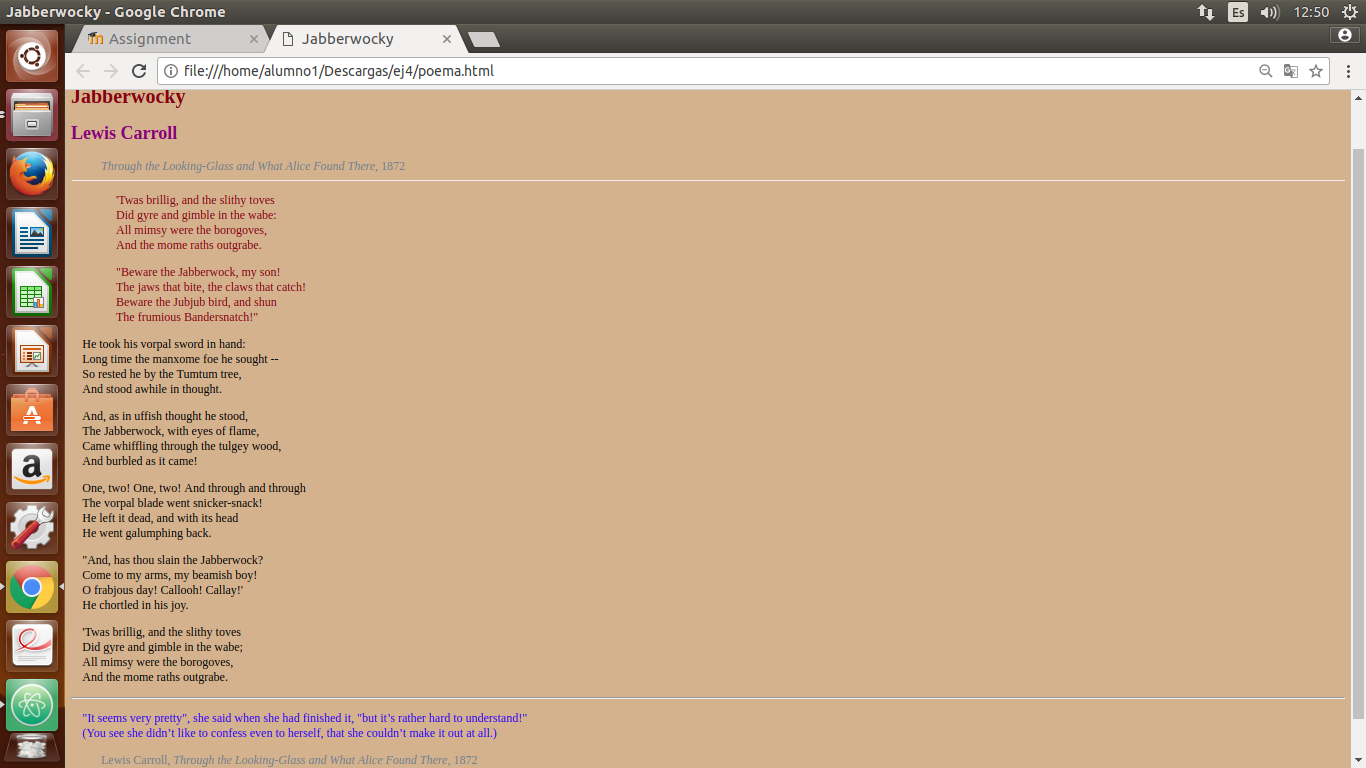 Jabberwocky - Google Chrome
Es
12:50
Assignment
Jabberwocky
file:///home/alumno1/Descargas/ej4/poema.html
Jabberwocky
Lewis Carroll
Through the Looking-Glass and What Alice Found There, 1872
'Twas brillig, and the slithy toves
Did gyre and gimble in the wabe:
All mimsy were the borogoves,
And the mome raths outgrabe.
"Beware the Jabberwock, my son!
The jaws that bite, the claws that catch!
Beware the Jubjub bird, and shun
The frumious Bandersnatch!"
He took his vorpal sword in hand:
Long time the manxome foe he sought --
So rested he by the Tumtum tree,
And stood awhile in thought.
And, as in uffish thought he stood,
The Jabberwock, with eyes of flame,
Came whiffling through the tulgey wood,
And burbled as it came!
One, two! One, two! And through and through
The vorpal blade went snicker-snack!
He left it dead, and with its head
He went galumphing back.
"And, has thou slain the Jabberwock?
Come to my arms, my beamish boy!
O frabjous day! Callooh! Callay!'
He chortled in his joy.
'Twas brillig, and the slithy toves
Did gyre and gimble in the wabe;
All mimsy were the borogoves,
And the mome raths outgrabe.
"It seems very pretty", she said when she had finished it, "but it’s rather hard to understand!"
(You see she didn’t like to confess even to herself, that she couldn’t make it out at all.)
Lewis Carroll, Through the Looking-Glass and What Alice Found There, 1872